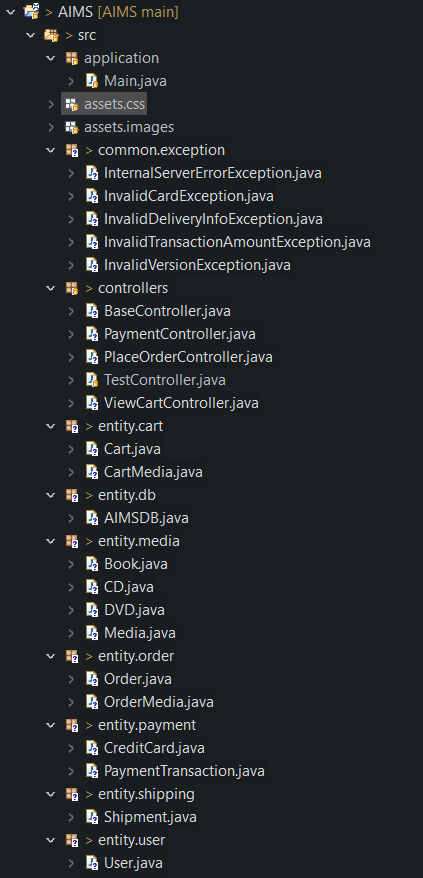 > AIMS [AIMS main]
> src
application
Main.java
assets.css
assets.images
> common.exception
InternalServerErrorException.java
InvalidCardException.java
InvalidDeliveryInfoException.java
InvalidTransactionAmountException.java
InvalidVersionException.java
> controllers
BaseController.java
PaymentController.java
PlaceOrderController.java
TestController.java
ViewCartController.java
> entity.cart
Cart.java
CartMedia.java
> entity.db
AIMSDB.java
> entity.media
Book.java
CD.java
DVD.java
Media.java
> entity.order
Order.java
OrderMedia.java
> entity.payment
CreditCard.java
PaymentTransaction.java
> entity.shipping
Shipment.java
> entity.user
User.java